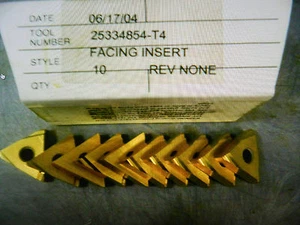 DATE 06/17/04
TOOL
NUMBER 25334854-T4
STYLE FACING INSERT
QTY 10 REV NONE